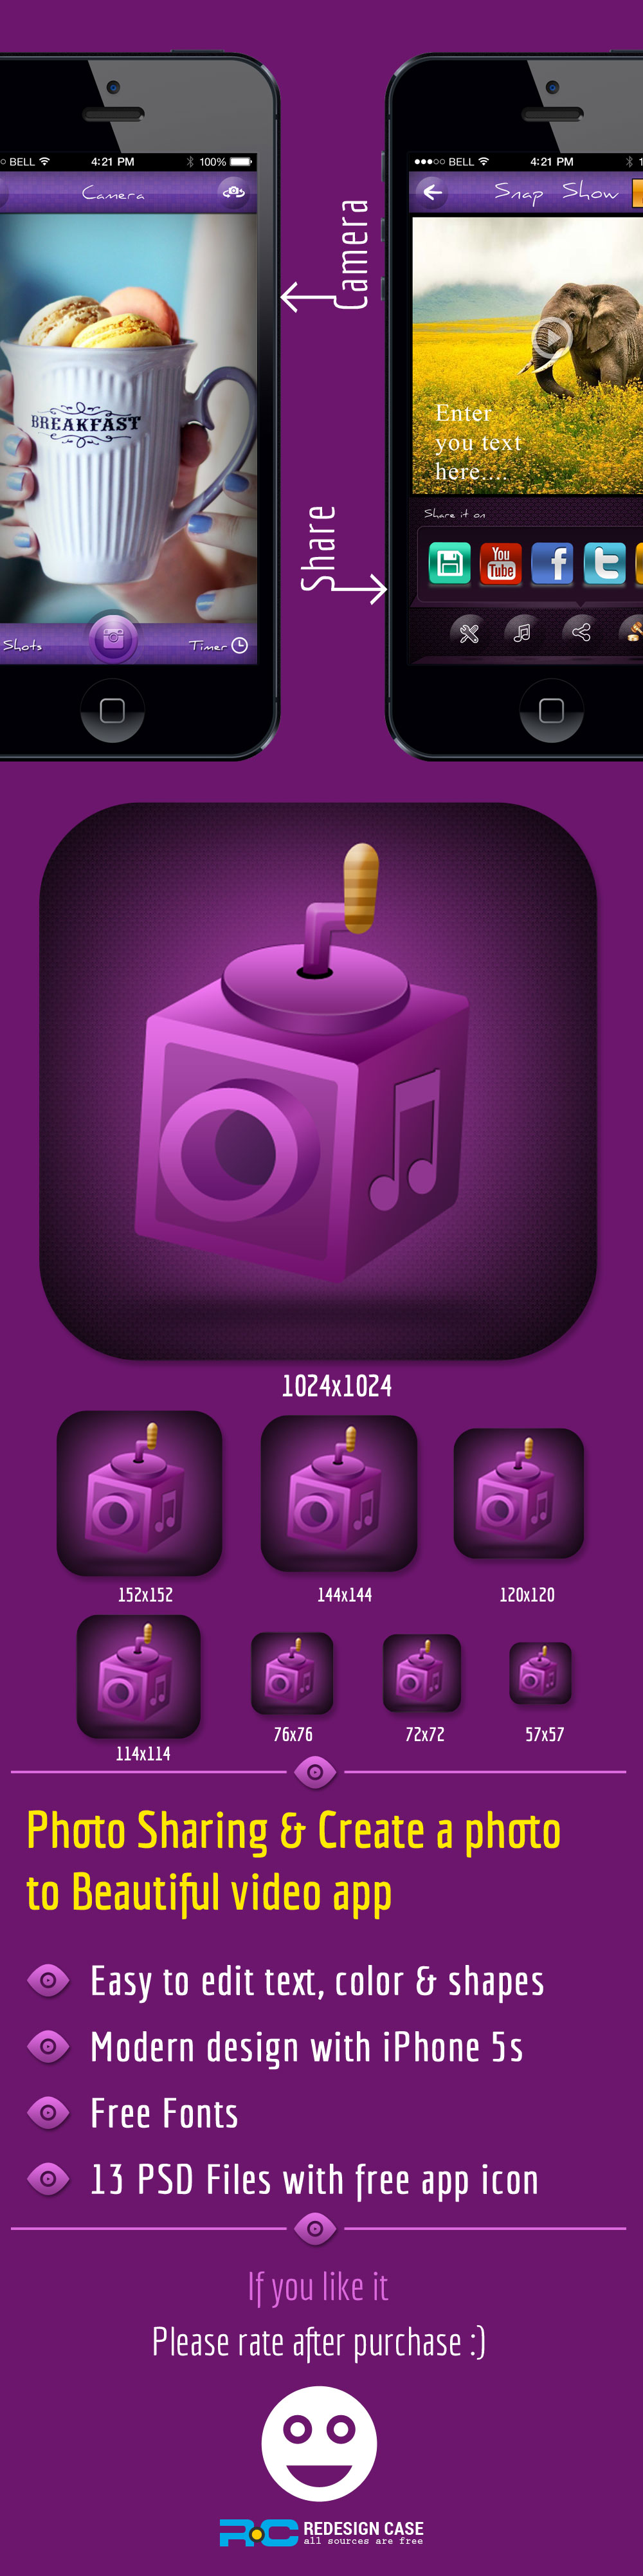 BELL 4:21 PM 100%
Camera
BREAKFAST
Shots
Timer
Camera
Share
BELL 4:21 PM 1
Snap Show
Enter
you text
here....
Share it on
You
Tube
f
t
1024x1024
152x152
144x144
120x120
114x114
76x76
72x72
57x57
Photo Sharing & Create a photo
to Beautiful video app
Easy to edit text, color & shapes
Modern design with iPhone 5s
Free Fonts
13 PSD Files with free app icon
If you like it
Please rate after purchase :)
RC REDESIGN CASE
all sources are free